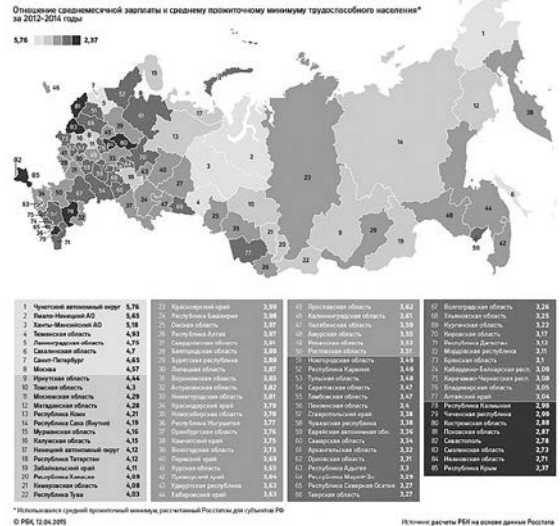 Отношение среднемесячной зарплаты к среднему прожиточному минимуму трудоспособного населения*
за 2012-2014 годы
5,76 2,37
1 Чукотский автономный округ 5,76
2 Ямало-Ненецкий АО 5,65
3 Ханты-Мансийский АО 5,18
4 Тюменская область 4,93
5 Ленинградская область 4,75
6 Сахалинская 4,7
7 Санкт-Петербург 4,65
8 Москва 4,57
9 Иркутская область 4,44
10 Томская область 4,3
11 Московская область 4,29
12 Магаданская область 4,28
13 Республика Коми 4,21
14 Республика Саха (Якутия) 4,19
15 Мурманская область 4,16
16 Калужская область 4,15
17 Ненецкий автономный округ 4,12
18 Республика Татарстан 4,12
19 Забайкальский край 4,11
20 Республика Хакасия 4,09
21 Кемеровская область 4,08
22 Республика Тува 4,03
23 Красноярский край 3,99
24 Республика Башкирия 3,98
25 Омская область 3,97
26 Республика Алтай 3,97
27 Свердловская область 3,91
28 Белгородская область
29 Республика Бурятия
30 Липецкая область 3,87
31 Воронежская область
32 Астраханская область
33 Нижегородская область 3,81
34 Краснодарский край 3,79
35 Новосибирская область 3,78
36 Республика Ингушетия 3,77
37 Оренбургская область 3,76
38 Камчатский край 3,75
39 Вологодская область 3,73
40 Пермский край 3,69
41 Курская область 3,65
42 Приморский край 3,64
43 Удмуртская республика 3,63
44 Хабаровский край 3,63
45 Ярославская область 3,62
46 Калининградская область 3,61
47 Челябинская область
48 Амурская область 3,55
49 Рязанская область
50 Ростовская область
51 Новгородская область 3,49
52 Республика Карелия 3,49
53 Тульская область 3,48
54 Саратовская область 3,47
55 Тамбовская область 3,47
56 Пензенская область 3,4
57 Ставропольский край 3,38
58 Чувашская республика 3,38
59 Еврейская автономная обл. 3,36
60 Самарская область 3,34
61 Архангельская область 3,32
62 Орловская область 3,31
63 Республика Адыгея 3,3
64 Республика Марий-Эл 3,29
65 Республика Северная Осетия 3,27
66 Тверская область 3,27
67 Волгоградская область 3,26
68 Ульяновская область 3,25
69 Курганская область 3,22
70 Кировская область 3,17
71 Республика Дагестан 3,12
72 Мордовская республика 3,11
73 Брянская область 3,1
74 Кабардино-Балкарская респ. 3,09
75 Карачаево-Черкесская респ. 3,06
76 Владимирская область 3,05
77 Алтайский край 3,04
78 Республика Калмыкия 2,99
79 Чеченская республика 2,99
80 Костромская область 2,88
81 Псковская область 2,87
82 Севастополь 2,78
83 Смоленская область 2,73
84 Ивановская область 2,71
85 Республика Крым 2,37
* Использовался средний прожиточный минимум, рассчитанный Росстатом для субъектов РФ
© РБК, 12.04.2015
Источник: расчеты РБК на основе данных Росстата